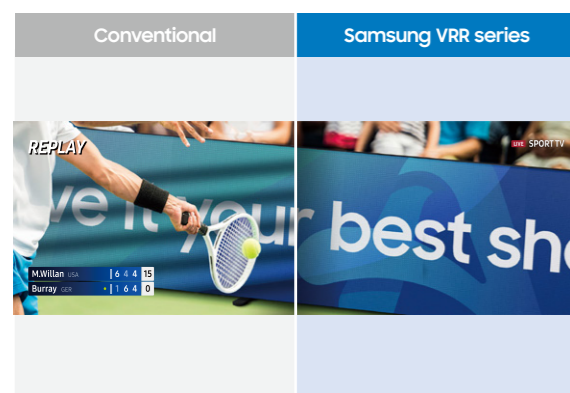 Conventional
Samsung VRR series
REPLAY
LIVE SPORT TV
ve it your best sho
M.Willan USA 6 4 4 15
Burray GER • 1 6 4 0